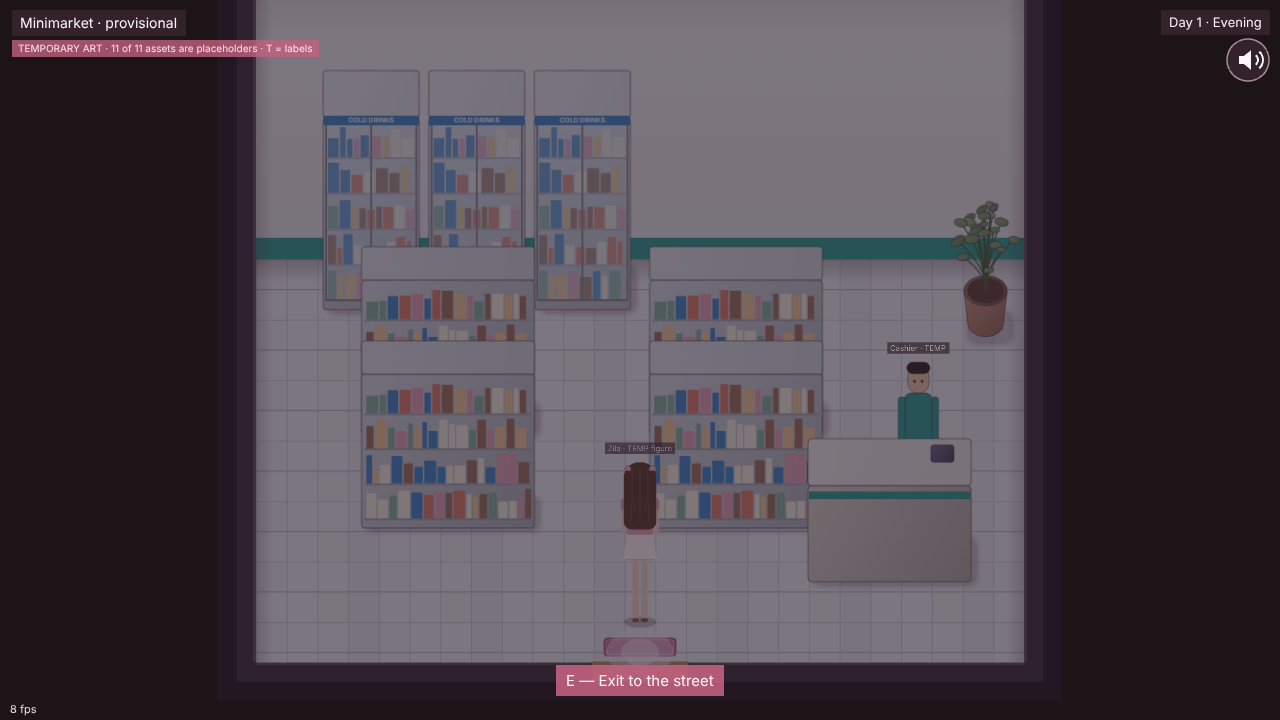 Minimarket · provisional
Day 1 · Evening
TEMPORARY ART · 11 of 11 assets are placeholders · T = labels
COLD DRINKS
COLD DRINKS
COLD DRINKS
Cashier - TEMP
Zila - TEMP figure
E — Exit to the street
8 fps